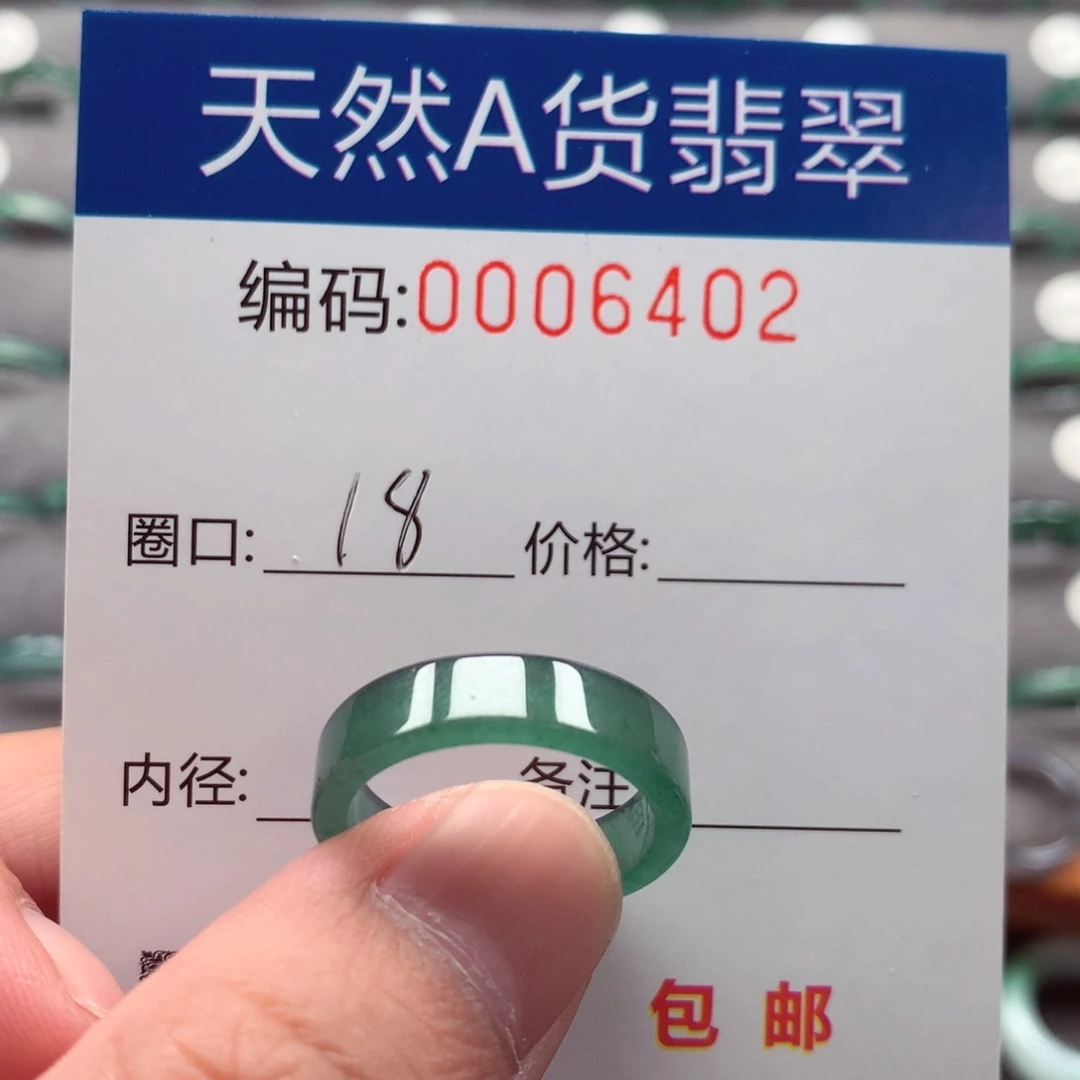 天然A货翡翠
编码:0006402
圈口: 18 价格:
内径: 备注
包邮